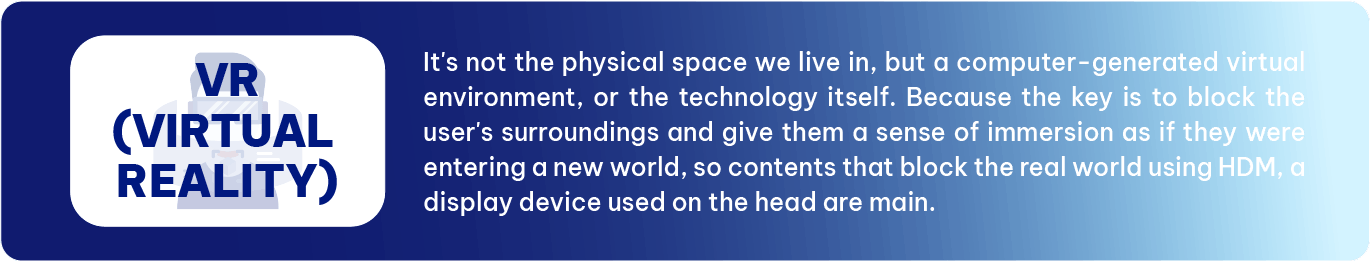 VR
(VIRTUAL
REALITY)
It's not the physical space we live in, but a computer-generated virtual
environment, or the technology itself. Because the key is to block the
user's surroundings and give them a sense of immersion as if they were
entering a new world, so contents that block the real world using HDM, a
display device used on the head are main.